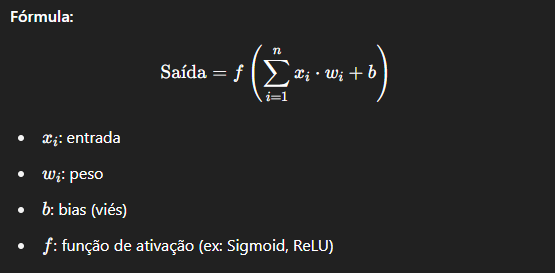 Fórmula:
Saída = f ( ∑_{i=1}^{n} x_i · w_i + b )
• x_i: entrada
• w_i: peso
• b: bias (viés)
• f: função de ativação (ex: Sigmoid, ReLU)